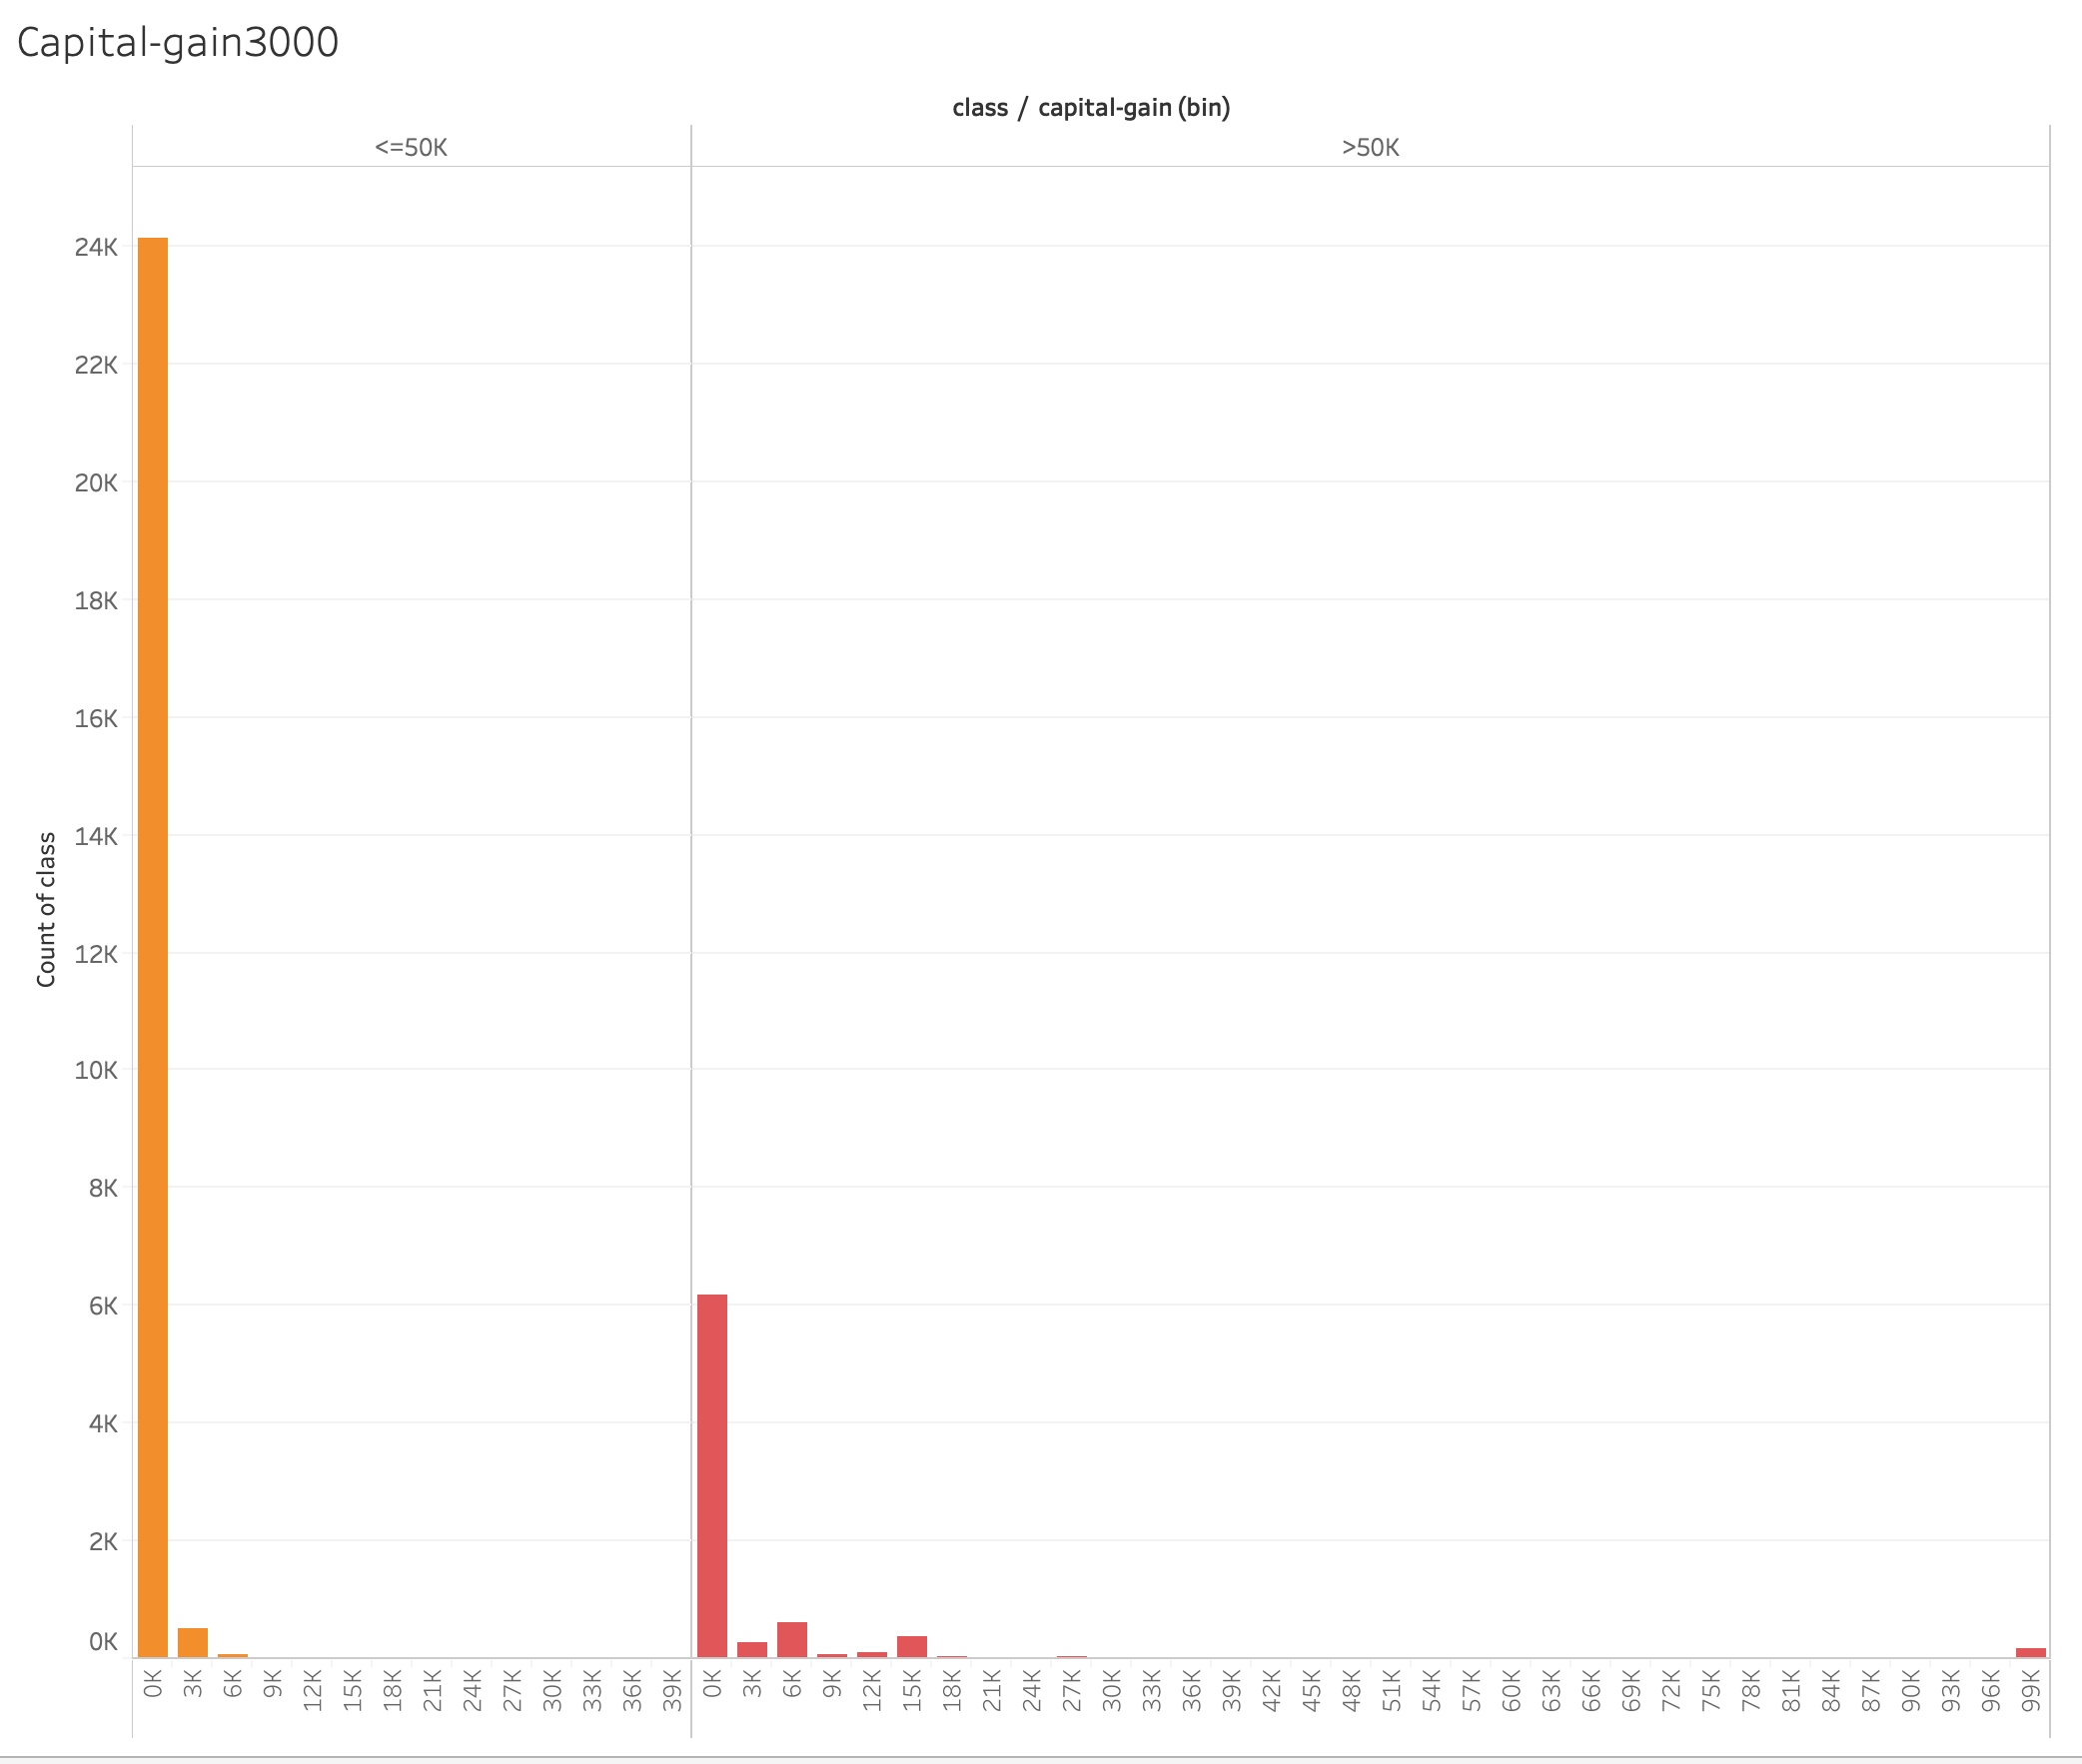 Capital-gain3000
class / capital-gain (bin)
<=50K >50K
24K
22K
20K
18K
16K
14K
12K
10K
8K
6K
4K
2K
0K
Count of class
0K 3K 6K 9K 12K 15K 18K 21K 24K 27K 30K 33K 36K 39K 0K 3K 6K 9K 12K 15K 18K 21K 24K 27K 30K 33K 36K 39K 42K 45K 48K 51K 54K 57K 60K 63K 66K 69K 72K 75K 78K 81K 84K 87K 90K 93K 96K 99K